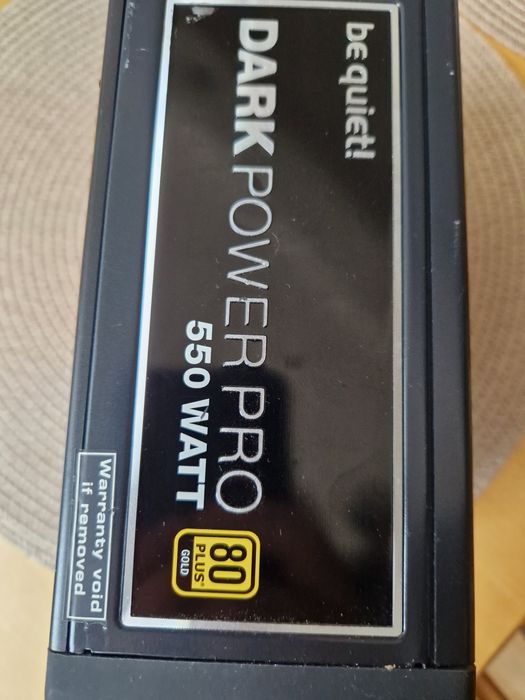 be quiet!
DARK POWER PRO
550 WATT
80
PLUS®
GOLD
Warranty void
if removed